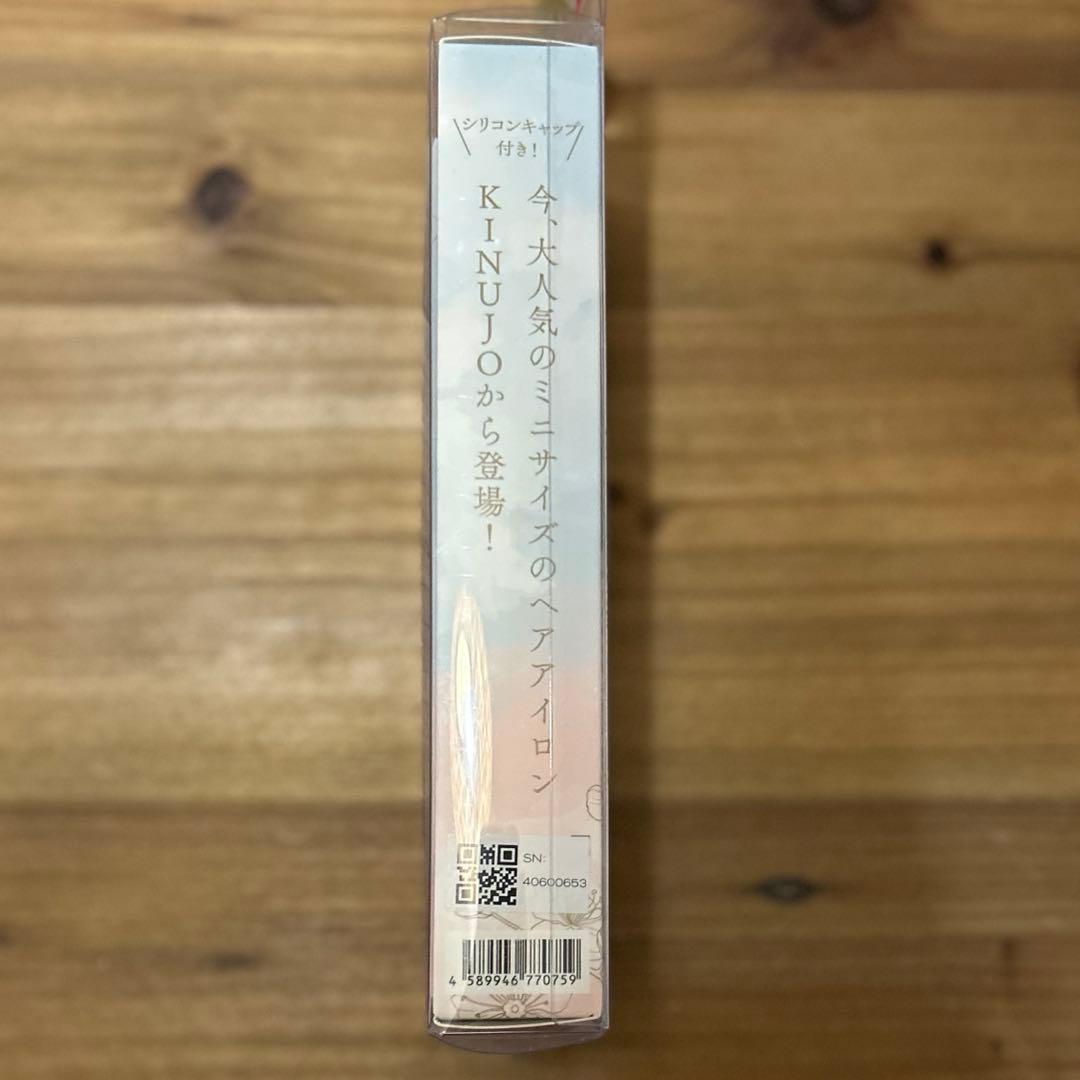 シリコンキャップ
付き!
今、大人気のミニサイズのヘアアイロン
KINUJOから登場!
SN:
40600653
4 589946 770759